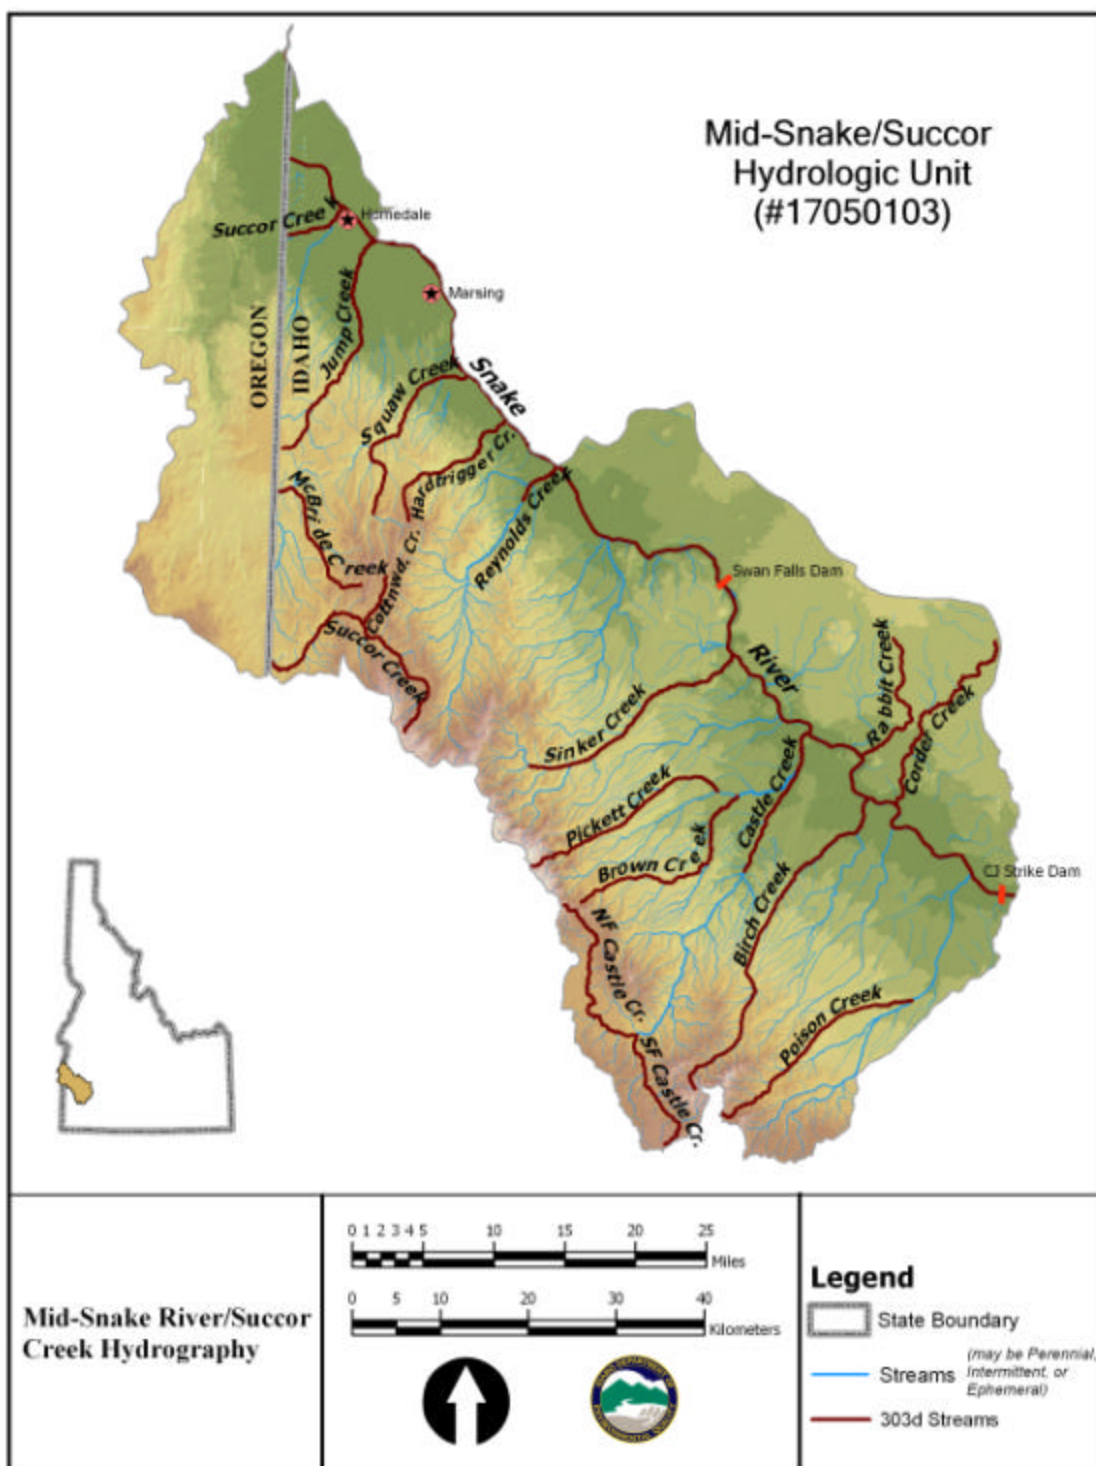 Mid-Snake/Succor
Hydrologic Unit
(#17050103)
Succor Creek
Homedale
Marsing
OREGON
IDAHO
Jump Creek
Squaw Creek
Snake
Hardtrigger Cr.
McBride Creek
Reynolds Creek
Cottnwd. Cr.
Succor Creek
Swan Falls Dam
River
Rabbit Creek
Corder Creek
Sinker Creek
Castle Creek
Pickett Creek
Brown Creek
CJ Strike Dam
Birch Creek
NF Castle Cr.
Poison Creek
SF Castle Cr.
Mid-Snake River/Succor
Creek Hydrography
0 1 2 3 4 5 10 15 20 25
Miles
0 5 10 20 30 40
Kilometers
Legend
State Boundary
Streams (may be Perennial,
Intermittent, or
Ephemeral)
303d Streams